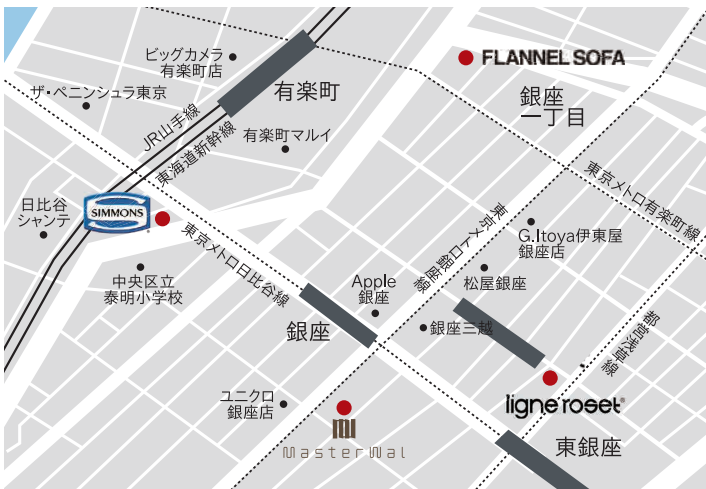 ビッグカメラ
有楽町店
FLANNEL SOFA
ザ・ペニンシュラ東京
有楽町
銀座
一丁目
JR山手線
東海道新幹線
有楽町マルイ
東京メトロ有楽町線
日比谷
シャンテ
SIMMONS
東京メトロ日比谷線
東京メトロ銀座線
G.Itoya伊東屋
銀座店
中央区立
泰明小学校
Apple
銀座
松屋銀座
銀座
銀座三越
都営浅草線
ユニクロ
銀座店
ligne roset®
MasterWal
東銀座